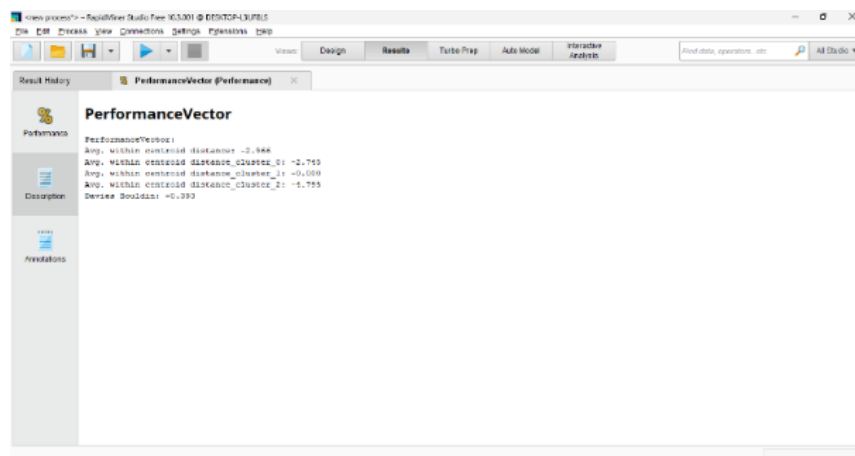 <new process*> – RapidMiner Studio Free 10.3.001 @ DESKTOP-L3UF8LS
File Edit Process View Connections Settings Extensions Help
Views: Design Results Turbo Prep Auto Model Interactive Analysis Find data, operators...etc All Studio
Result History PerformanceVector (Performance)
Performance
Description
Annotations
PerformanceVector
PerformanceVector:
Avg. within centroid distance: -2.966
Avg. within centroid distance_cluster_0: -2.763
Avg. within centroid distance_cluster_1: -0.000
Avg. within centroid distance_cluster_2: -4.755
Davies Bouldin: -0.393